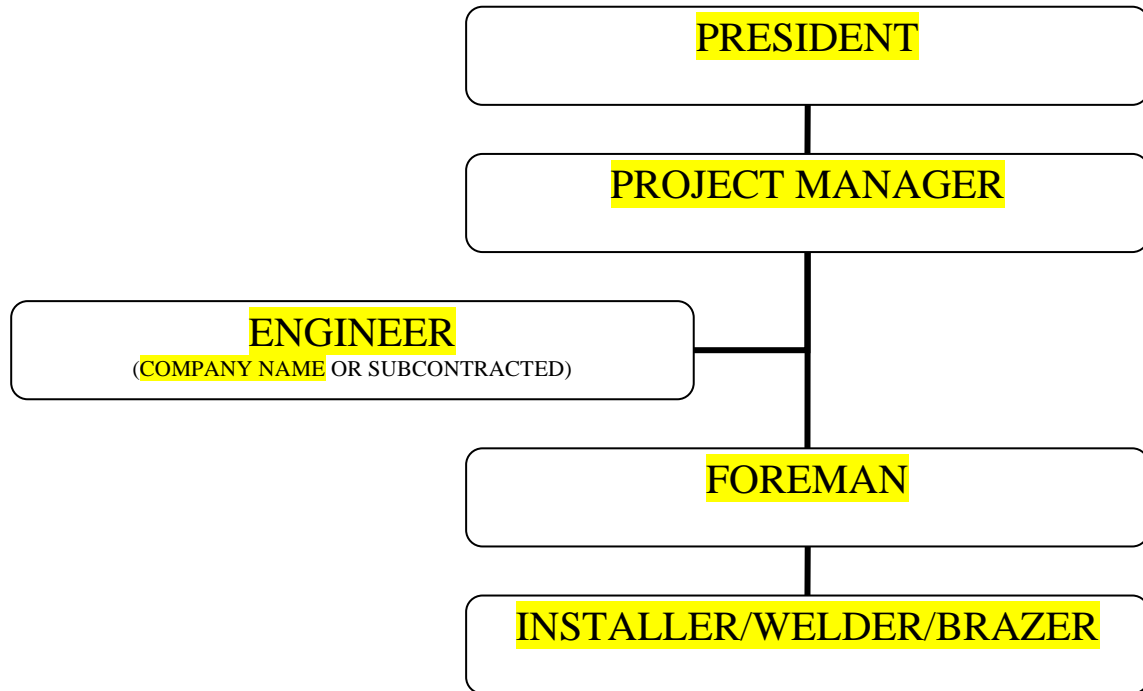 PRESIDENT
PROJECT MANAGER
ENGINEER
(COMPANY NAME OR SUBCONTRACTED)
FOREMAN
INSTALLER/WELDER/BRAZER